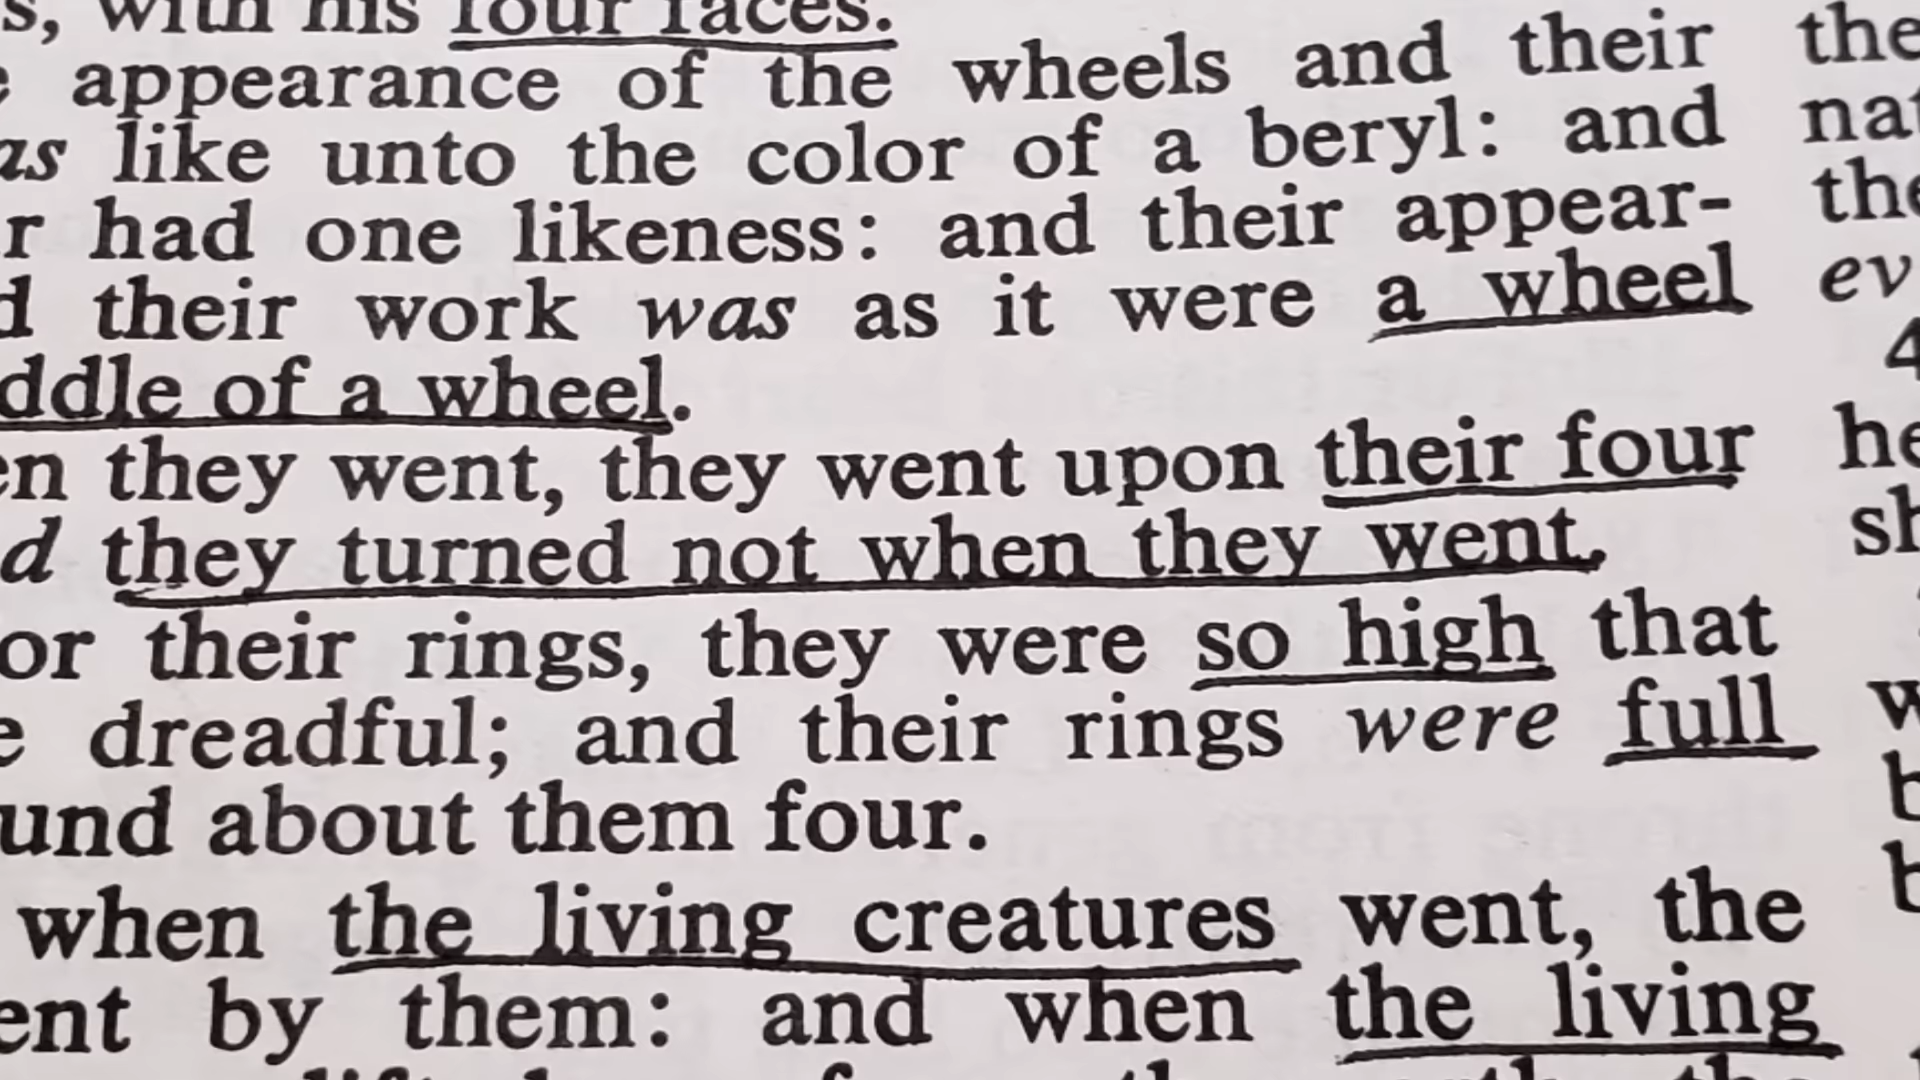 with his four faces.
appearance of the wheels and their
like unto the color of a beryl: and
had one likeness: and their appear-
their work was as it were a wheel
ddle of a wheel.
they went, they went upon their four
they turned not when they went.
or their rings, they were so high that
dreadful; and their rings were full
und about them four.
when the living creatures went, the
ent by them: and when the living